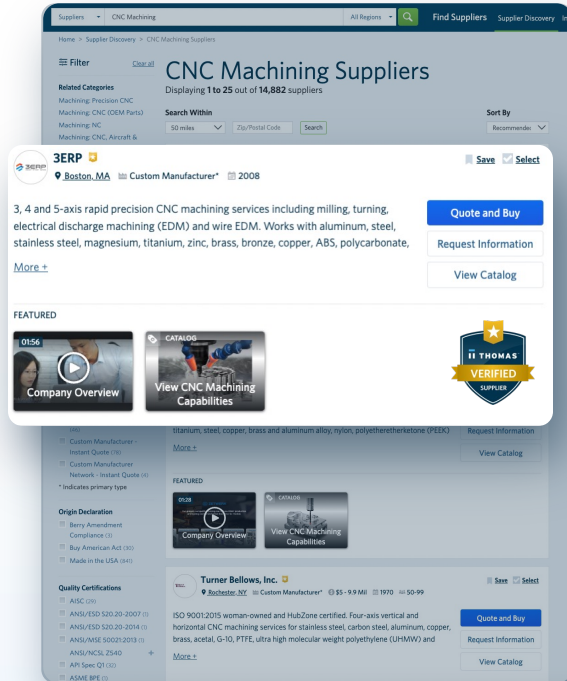 Suppliers
CNC Machining
All Regions
Find Suppliers
Supplier Discovery
Home > Supplier Discovery > CNC Machining Suppliers
Filter
Clear all
Related Categories
Machining: Precision CNC
Machining: CNC (OEM Parts)
Machining: NC
Machining: CNC, Aircraft &
CNC Machining Suppliers
Displaying 1 to 25 out of 14,882 suppliers
Search Within
Sort By
50 miles
Zip/Postal Code
Search
Recommended
3ERP
3ERP
Save
Select
Boston, MA
Custom Manufacturer*
2008
3, 4 and 5-axis rapid precision CNC machining services including milling, turning,
electrical discharge machining (EDM) and wire EDM. Works with aluminum, steel,
stainless steel, magnesium, titanium, zinc, brass, bronze, copper, ABS, polycarbonate,
More +
Quote and Buy
Request Information
View Catalog
FEATURED
01:56
Company Overview
CATALOG
View CNC Machining
Capabilities
THOMAS
VERIFIED
SUPPLIER
Custom Manufacturer -
Instant Quote (18)
Custom Manufacturer
Network - Instant Quote (4)
* Indicates primary type
Origin Declaration
Berry Amendment
Compliance (3)
Buy American Act (30)
Made in the USA (841)
Quality Certifications
AISC (29)
ANSI/ESD S20.20-2007 (1)
ANSI/ESD S20.20-2014 (1)
ANSI/MSE 50021:2013 (1)
ANSI/NCSL Z540
API Spec Q1 (32)
ASME BPE (1)
titanium, steel, copper, brass and aluminum alloy, nylon, polyetheretherketone (PEEK)
More +
Request Information
View Catalog
FEATURED
01:28
Company Overview
CATALOG
View CNC Machining
Capabilities
Turner Bellows, Inc.
Save
Select
Rochester, NY
Custom Manufacturer*
$5 - 9.9 Mil
1970
50-99
ISO 9001:2015 woman-owned and HubZone certified. Four-axis vertical and
horizontal CNC machining services for stainless steel, carbon steel, aluminum, copper,
brass, acetal, G-10, PTFE, ultra high molecular weight polyethylene (UHMW) and
More +
Quote and Buy
Request Information
View Catalog